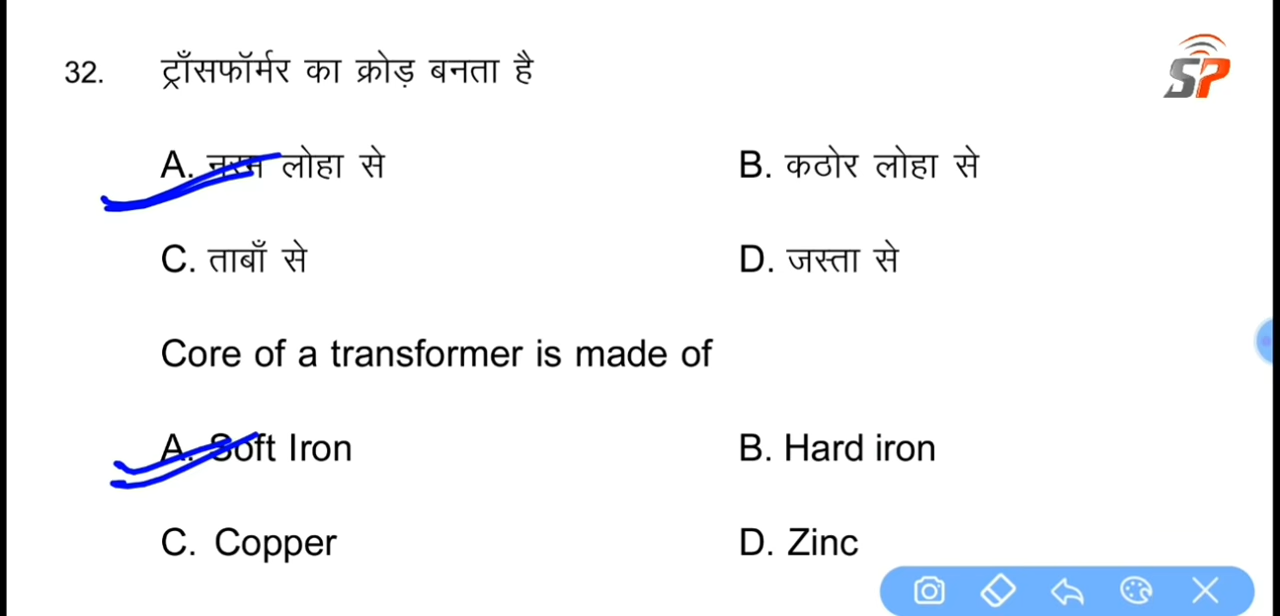 32. ट्राँसफॉर्मर का क्रोड़ बनता है
SP
A. नरम लोहा से B. कठोर लोहा से
C. ताबाँ से D. जस्ता से
Core of a transformer is made of
A. Soft Iron B. Hard iron
C. Copper D. Zinc